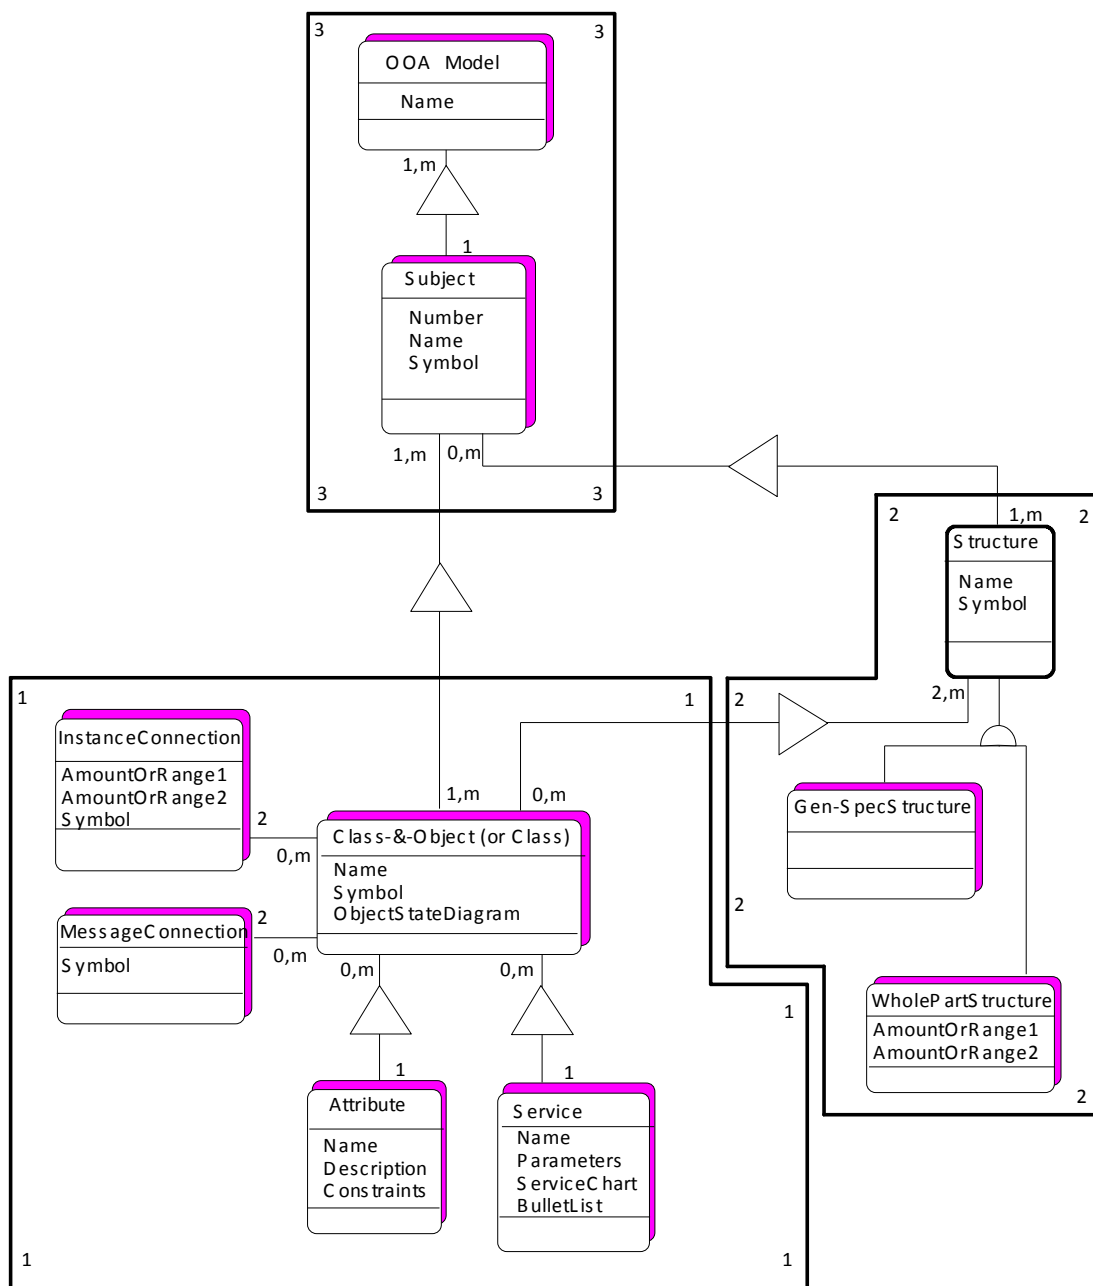 3
3
OOA Model
Name
1,m
1
Subject
Number
Name
Symbol
1,m
0,m
3
3
2
1,m
2
Structure
Name
Symbol
2,m
1
1
2
InstanceConnection
AmountOrRange1
AmountOrRange2
Symbol
2
0,m
1,m
0,m
Class-&-Object (or Class)
Name
Symbol
ObjectStateDiagram
Gen-SpecStructure
2
MessageConnection
Symbol
2
0,m
0,m
0,m
WholePartStructure
AmountOrRange1
AmountOrRange2
1
2
1
Attribute
Name
Description
Constraints
1
Service
Name
Parameters
ServiceChart
BulletList
1
1